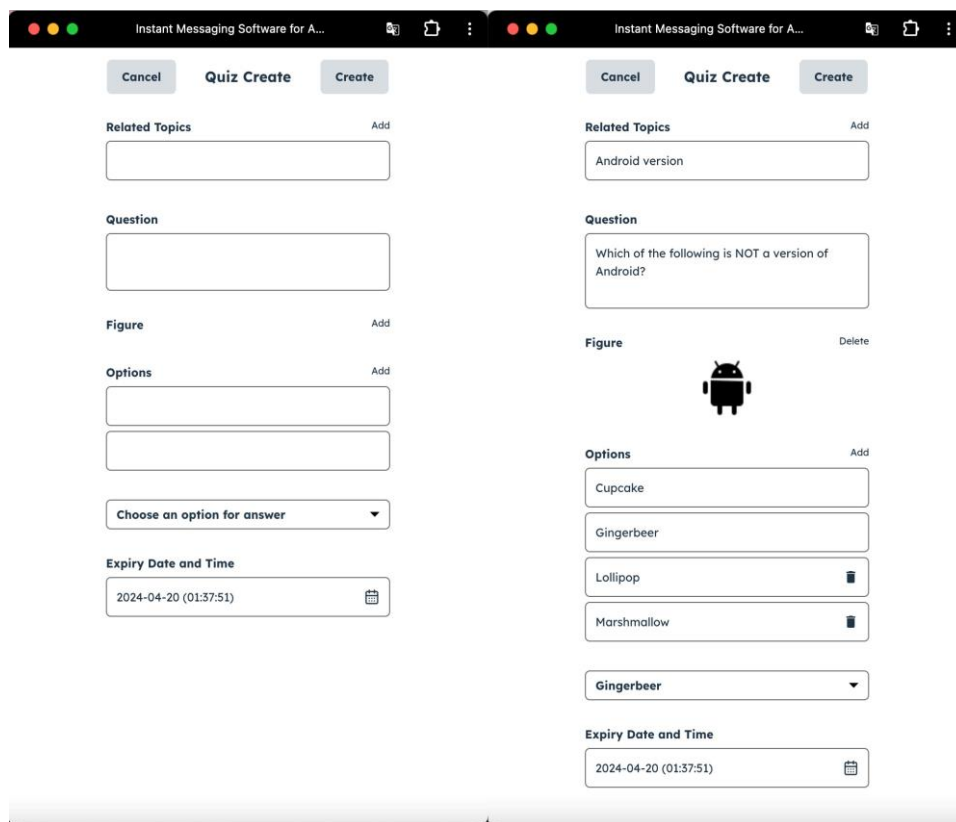 Instant Messaging Software for A...
Cancel
Quiz Create
Create
Related Topics
Add
Question
Figure
Add
Options
Add
Choose an option for answer
Expiry Date and Time
2024-04-20 (01:37:51)
Instant Messaging Software for A...
Cancel
Quiz Create
Create
Related Topics
Add
Android version
Question
Which of the following is NOT a version of
Android?
Figure
Delete
Options
Add
Cupcake
Gingerbeer
Lollipop
Marshmallow
Gingerbeer
Expiry Date and Time
2024-04-20 (01:37:51)